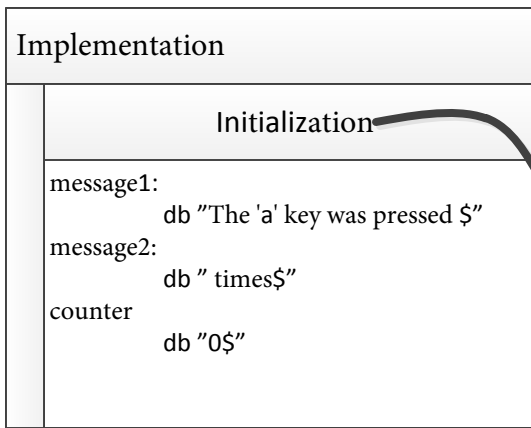 Implementation
Initialization
message1:
db ”The 'a' key was pressed $”
message2:
db ” times$”
counter
db ”0$”